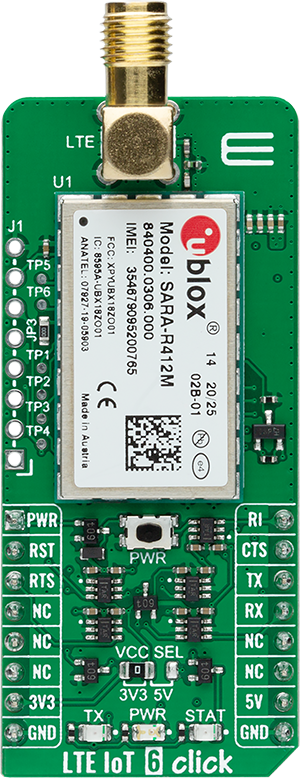 LTE
U1
J1
TP5
TP6
JP3
TP1
TP2
TP3
TP4
ublox ®
Model: SARA-R412M
840400.0306.000
IMEI: 354679095200765
FCC: XPYUBX18ZO01
IC: 8595A-UBX18ZO01
ANATEL: 07927-19-05903
CE
Made in Austria
14 20/25
02B-01
e4
PWR
RST
RTS
NC
NC
NC
3V3
GND
RI
CTS
TX
RX
NC
NC
5V
GND
PWR
VCC SEL
3V3 5V
TX PWR STAT
LTE IoT 6 click